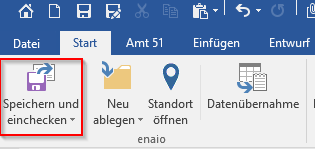 Datei Start Amt 51 Einfügen Entwurf
Speichern und einchecken Neu ablegen Standort öffnen Datenübernahme
enaio